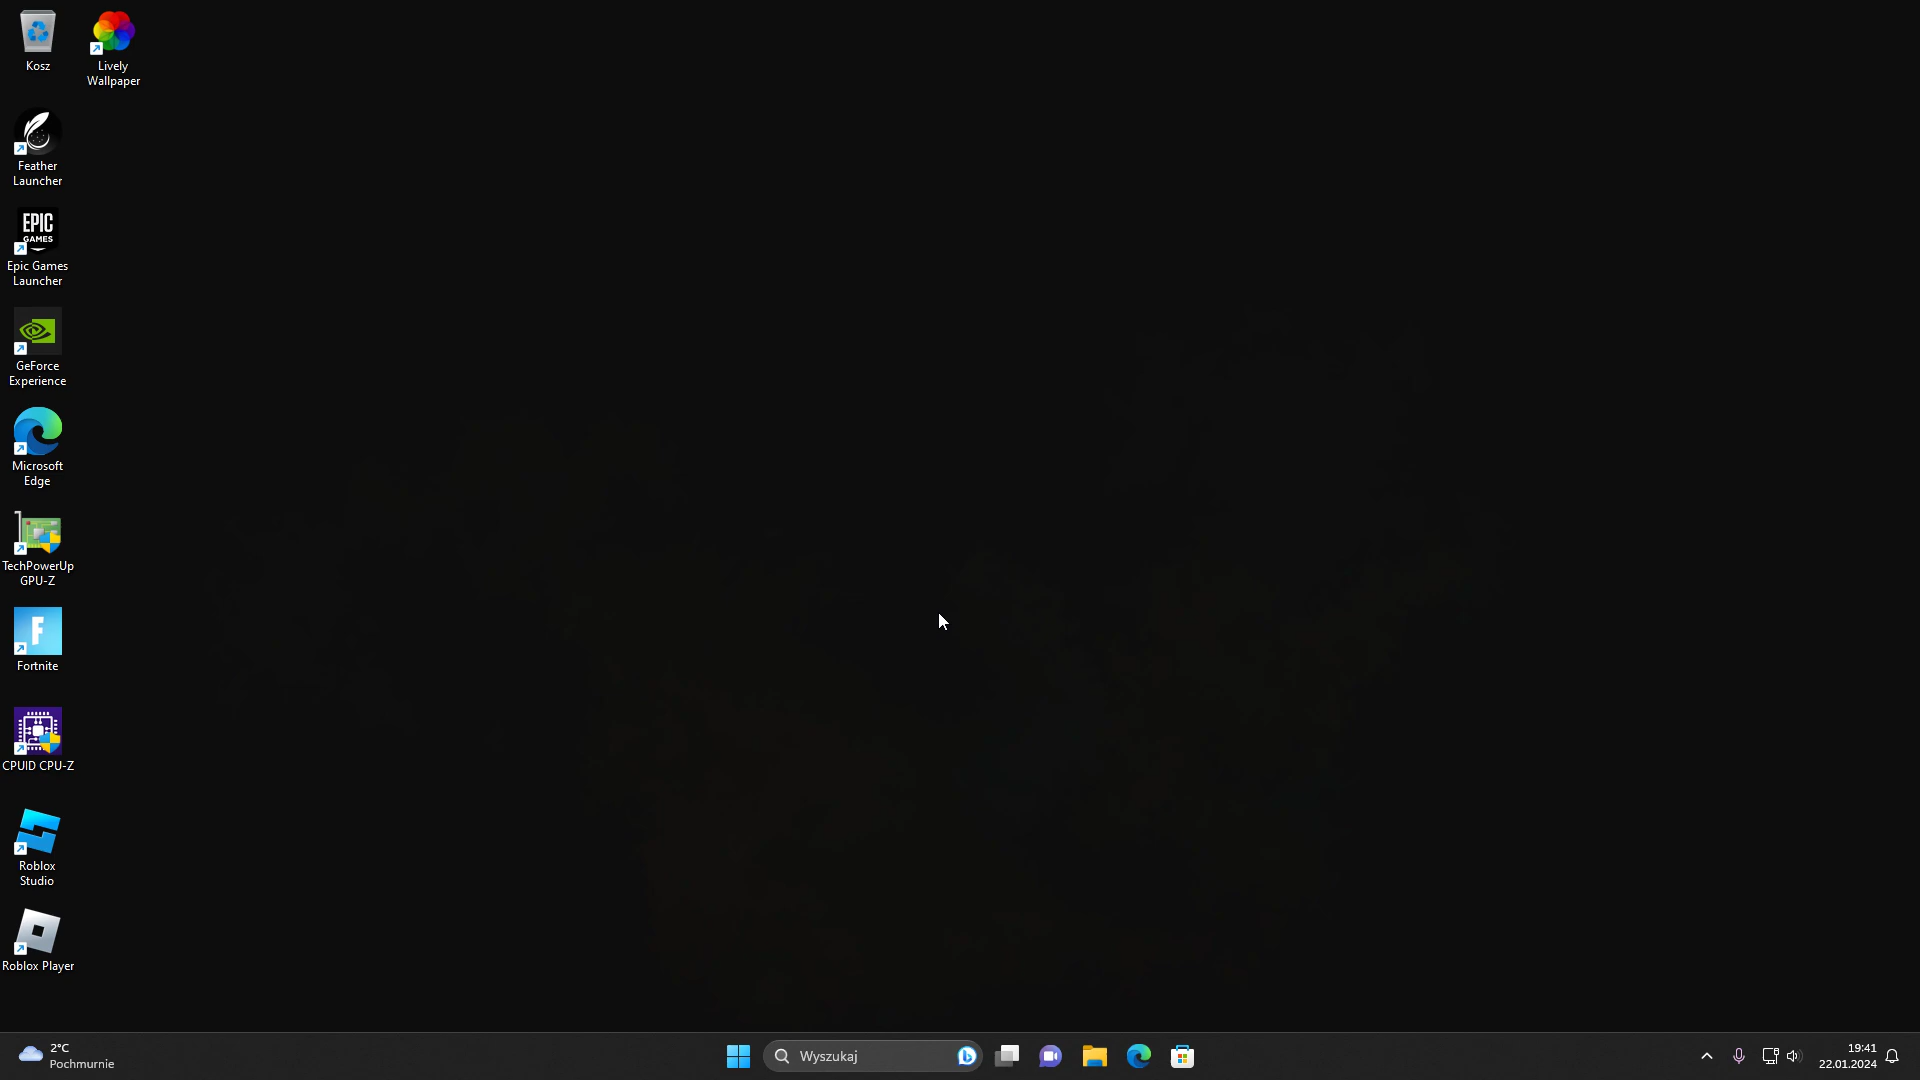 Kosz
Lively
Wallpaper
Feather
Launcher
EPIC
GAMES
Epic Games
Launcher
GeForce
Experience
Microsoft
Edge
TechPowerUp
GPU-Z
F
Fortnite
CPUID CPU-Z
Roblox
Studio
Roblox Player
2°C
Pochmurnie
Wyszukaj
19:41
22.01.2024